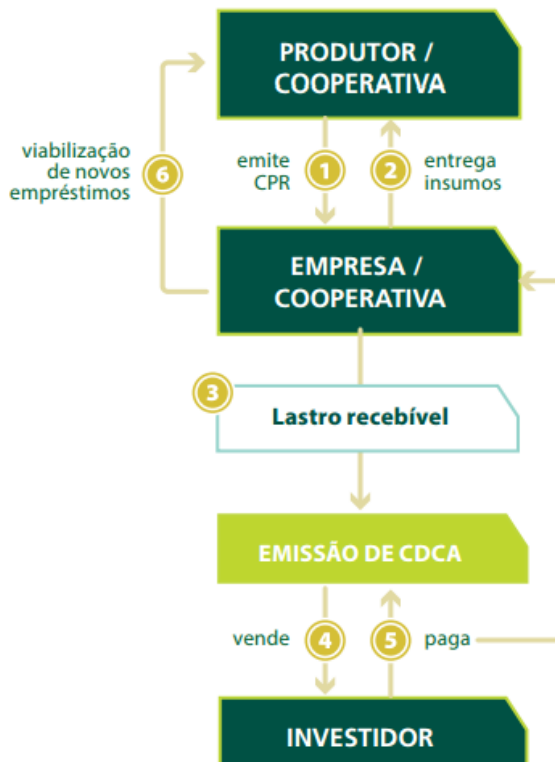 PRODUTOR /
COOPERATIVA
viabilização
de novos
empréstimos
6
emite
CPR
1
2
entrega
insumos
EMPRESA /
COOPERATIVA
3
Lastro recebível
EMISSÃO DE CDCA
vende
4
5
paga
INVESTIDOR